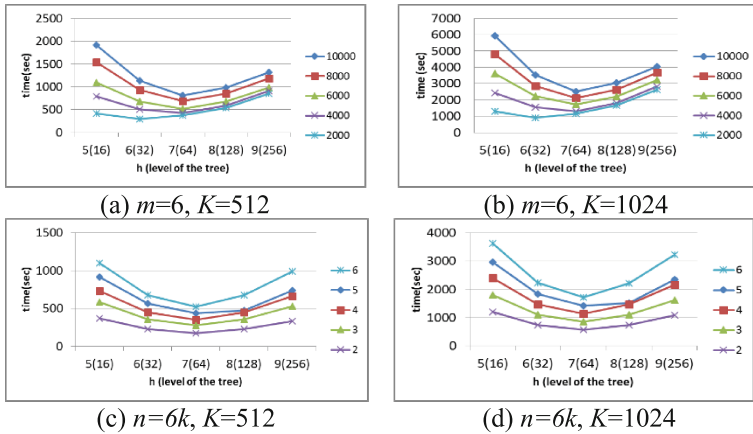 2500
2000
1500
1000
500
0
time(sec)
5(16) 6(32) 7(64) 8(128) 9(256)
h (level of the tree)
10000
8000
6000
4000
2000
(a) m=6, K=512
7000
6000
5000
4000
3000
2000
1000
0
time (sec)
5(16) 6(32) 7(64) 8(128) 9(256)
h (level of the tree)
10000
8000
6000
4000
2000
(b) m=6, K=1024
1500
1000
500
0
time(sec)
5(16) 6(32) 7(64) 8(128) 9(256)
h (level of the tree)
6
5
4
3
2
(c) n=6k, K=512
4000
3000
2000
1000
0
time(sec)
5(16) 6(32) 7(64) 8(128) 9(256)
h (level of the tree)
6
5
4
3
2
(d) n=6k, K=1024